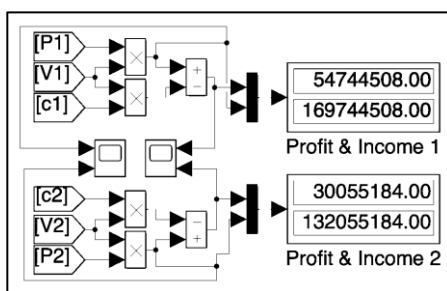 [P1]
[V1]
[c1]
×
×
+
−
54744508.00
169744508.00
Profit & Income 1
[c2]
[V2]
[P2]
×
×
−
+
30055184.00
132055184.00
Profit & Income 2